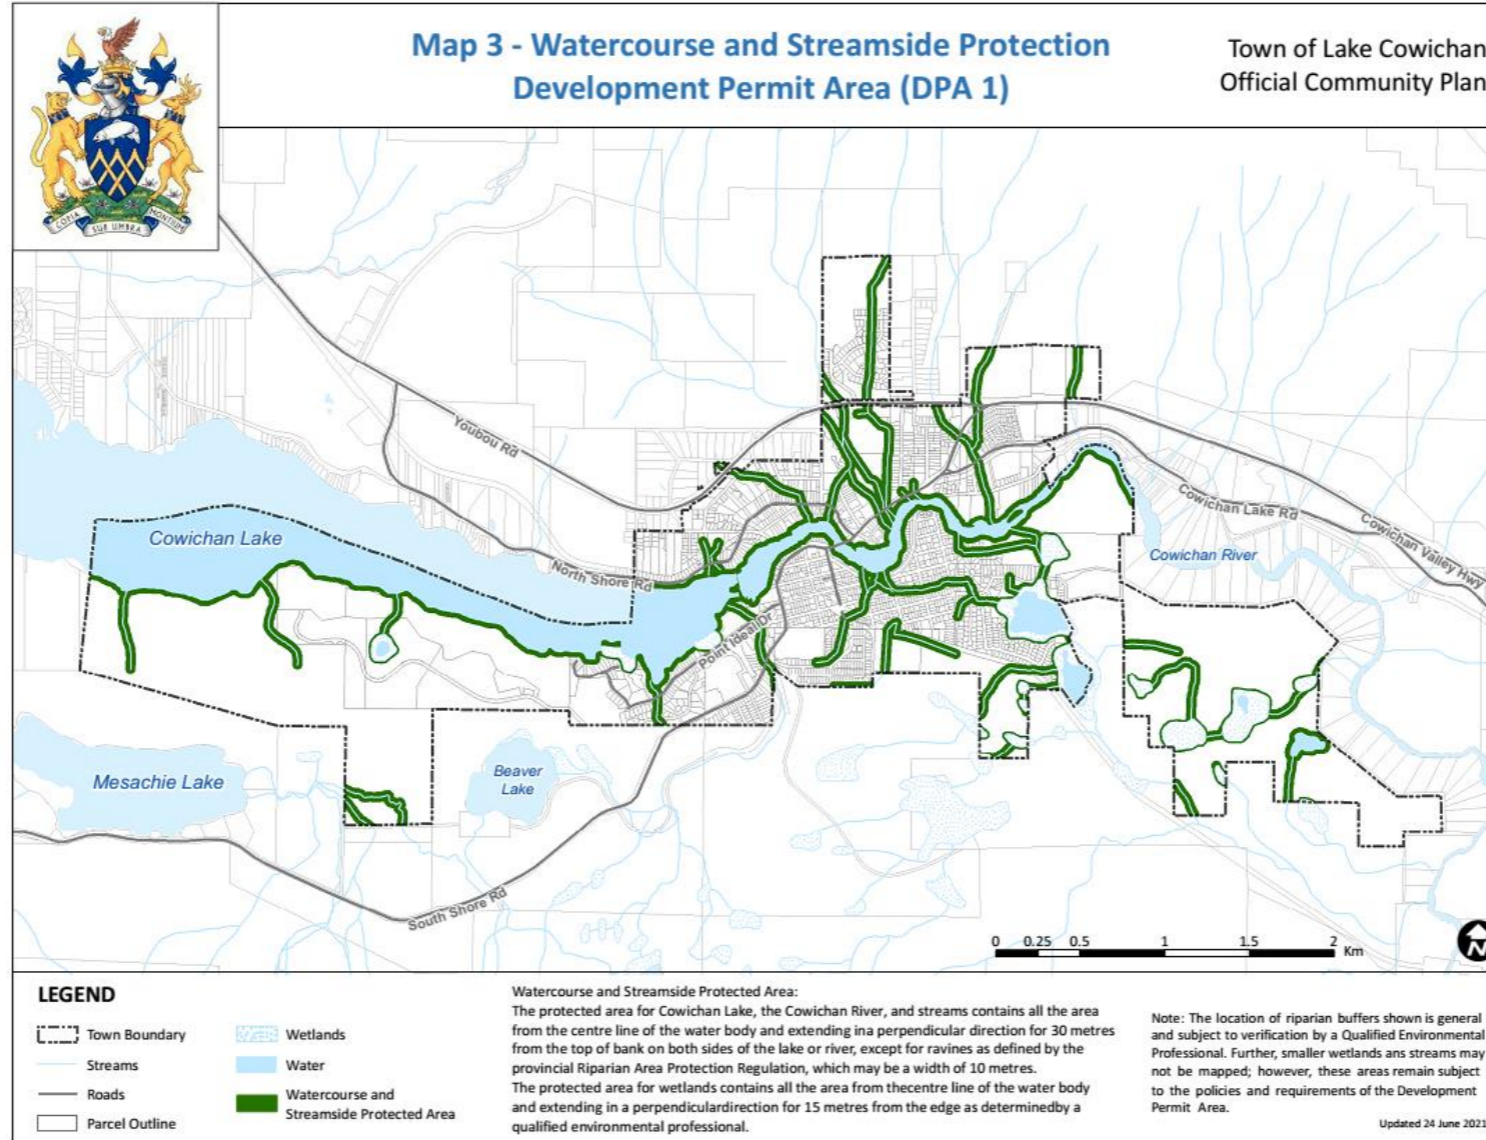 Map 3 - Watercourse and Streamside Protection
Development Permit Area (DPA 1)
Town of Lake Cowichan
Official Community Plan
COPIA
SUB UMBRA
MONTIUM
Youbou Rd
Cowichan Lake
North Shore Rd
Point Ideal Dr
Cowichan Lake Rd
Cowichan Valley Hwy
Cowichan River
Mesachie Lake
Beaver
Lake
South Shore Rd
0 0.25 0.5 1 1.5 2
Km
N
LEGEND
Town Boundary
Streams
Roads
Parcel Outline
Wetlands
Water
Watercourse and
Streamside Protected Area
Watercourse and Streamside Protected Area:
The protected area for Cowichan Lake, the Cowichan River, and streams contains all the area
from the centre line of the water body and extending ina perpendicular direction for 30 metres
from the top of bank on both sides of the lake or river, except for ravines as defined by the
provincial Riparian Area Protection Regulation, which may be a width of 10 metres.
The protected area for wetlands contains all the area from thecentre line of the water body
and extending in a perpendiculardirection for 15 metres from the edge as determinedby a
qualified environmental professional.
Note: The location of riparian buffers shown is general
and subject to verification by a Qualified Environmental
Professional. Further, smaller wetlands ans streams may
not be mapped; however, these areas remain subject
to the policies and requirements of the Development
Permit Area.
Updated 24 June 2021